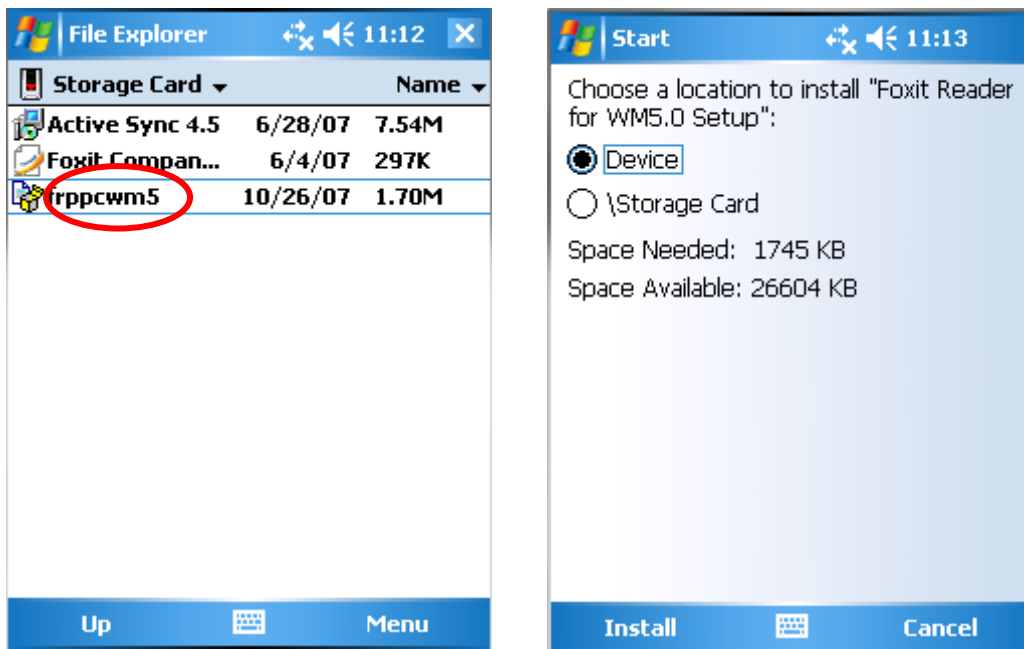 File Explorer 11:12
Storage Card Name
Active Sync 4.5 6/28/07 7.54M
Foxit Compan... 6/4/07 297K
frppcwm5 10/26/07 1.70M
Up Menu
Start 11:13
Choose a location to install "Foxit Reader
for WM5.0 Setup":
Device
\Storage Card
Space Needed: 1745 KB
Space Available: 26604 KB
Install Cancel